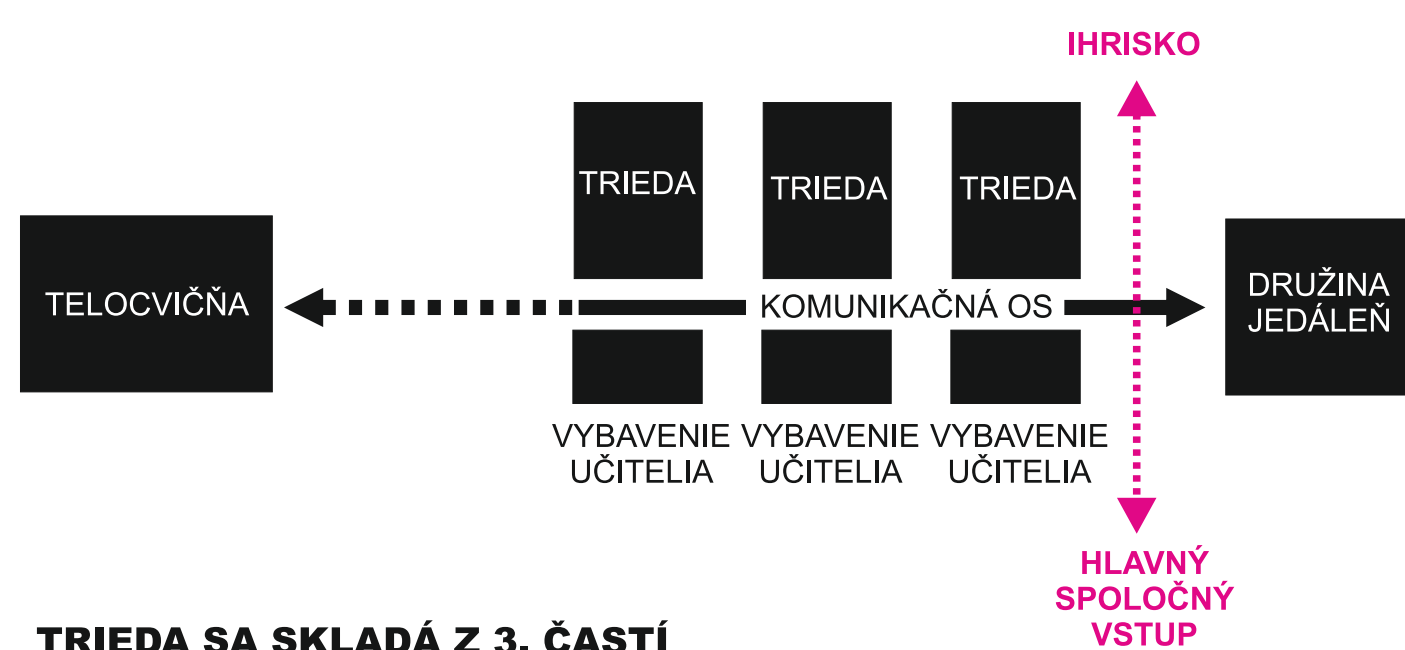 IHRISKO
TRIEDA
TRIEDA
TRIEDA
TELOCVIČŇA
KOMUNIKAČNÁ OS
DRUŽINA
JEDÁLEŇ
VYBAVENIE
UČITELIA
VYBAVENIE
UČITELIA
VYBAVENIE
UČITELIA
HLAVNÝ
SPOLOČNÝ
VSTUP
TRIEDA SA SKLADÁ Z 3. ČASTÍ